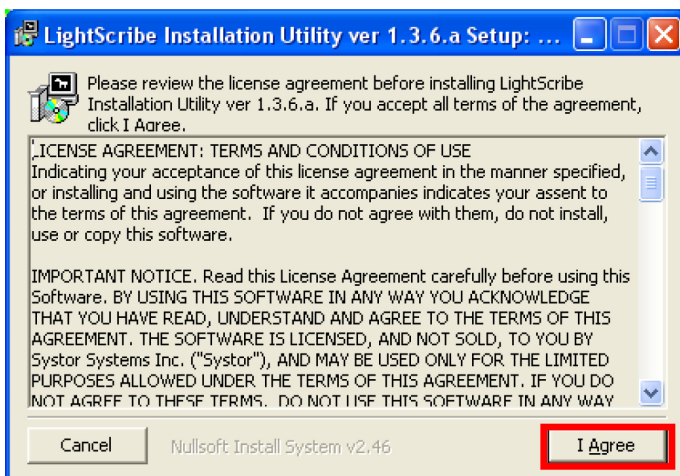 LightScribe Installation Utility ver 1.3.6.a Setup: ...
Please review the license agreement before installing LightScribe
Installation Utility ver 1.3.6.a. If you accept all terms of the agreement,
click I Agree.
LICENSE AGREEMENT: TERMS AND CONDITIONS OF USE
Indicating your acceptance of this license agreement in the manner specified,
or installing and using the software it accompanies indicates your assent to
the terms of this agreement.  If you do not agree with them, do not install,
use or copy this software.
IMPORTANT NOTICE. Read this License Agreement carefully before using this
Software. BY USING THIS SOFTWARE IN ANY WAY YOU ACKNOWLEDGE
THAT YOU HAVE READ, UNDERSTAND AND AGREE TO THE TERMS OF THIS
AGREEMENT. THE SOFTWARE IS LICENSED, AND NOT SOLD, TO YOU BY
Systor Systems Inc. ("Systor"), AND MAY BE USED ONLY FOR THE LIMITED
PURPOSES ALLOWED UNDER THE TERMS OF THIS AGREEMENT. IF YOU DO
NOT AGREE TO THESE TERMS,  DO NOT USE THIS SOFTWARE IN ANY WAY
Cancel
Nullsoft Install System v2.46
I Agree